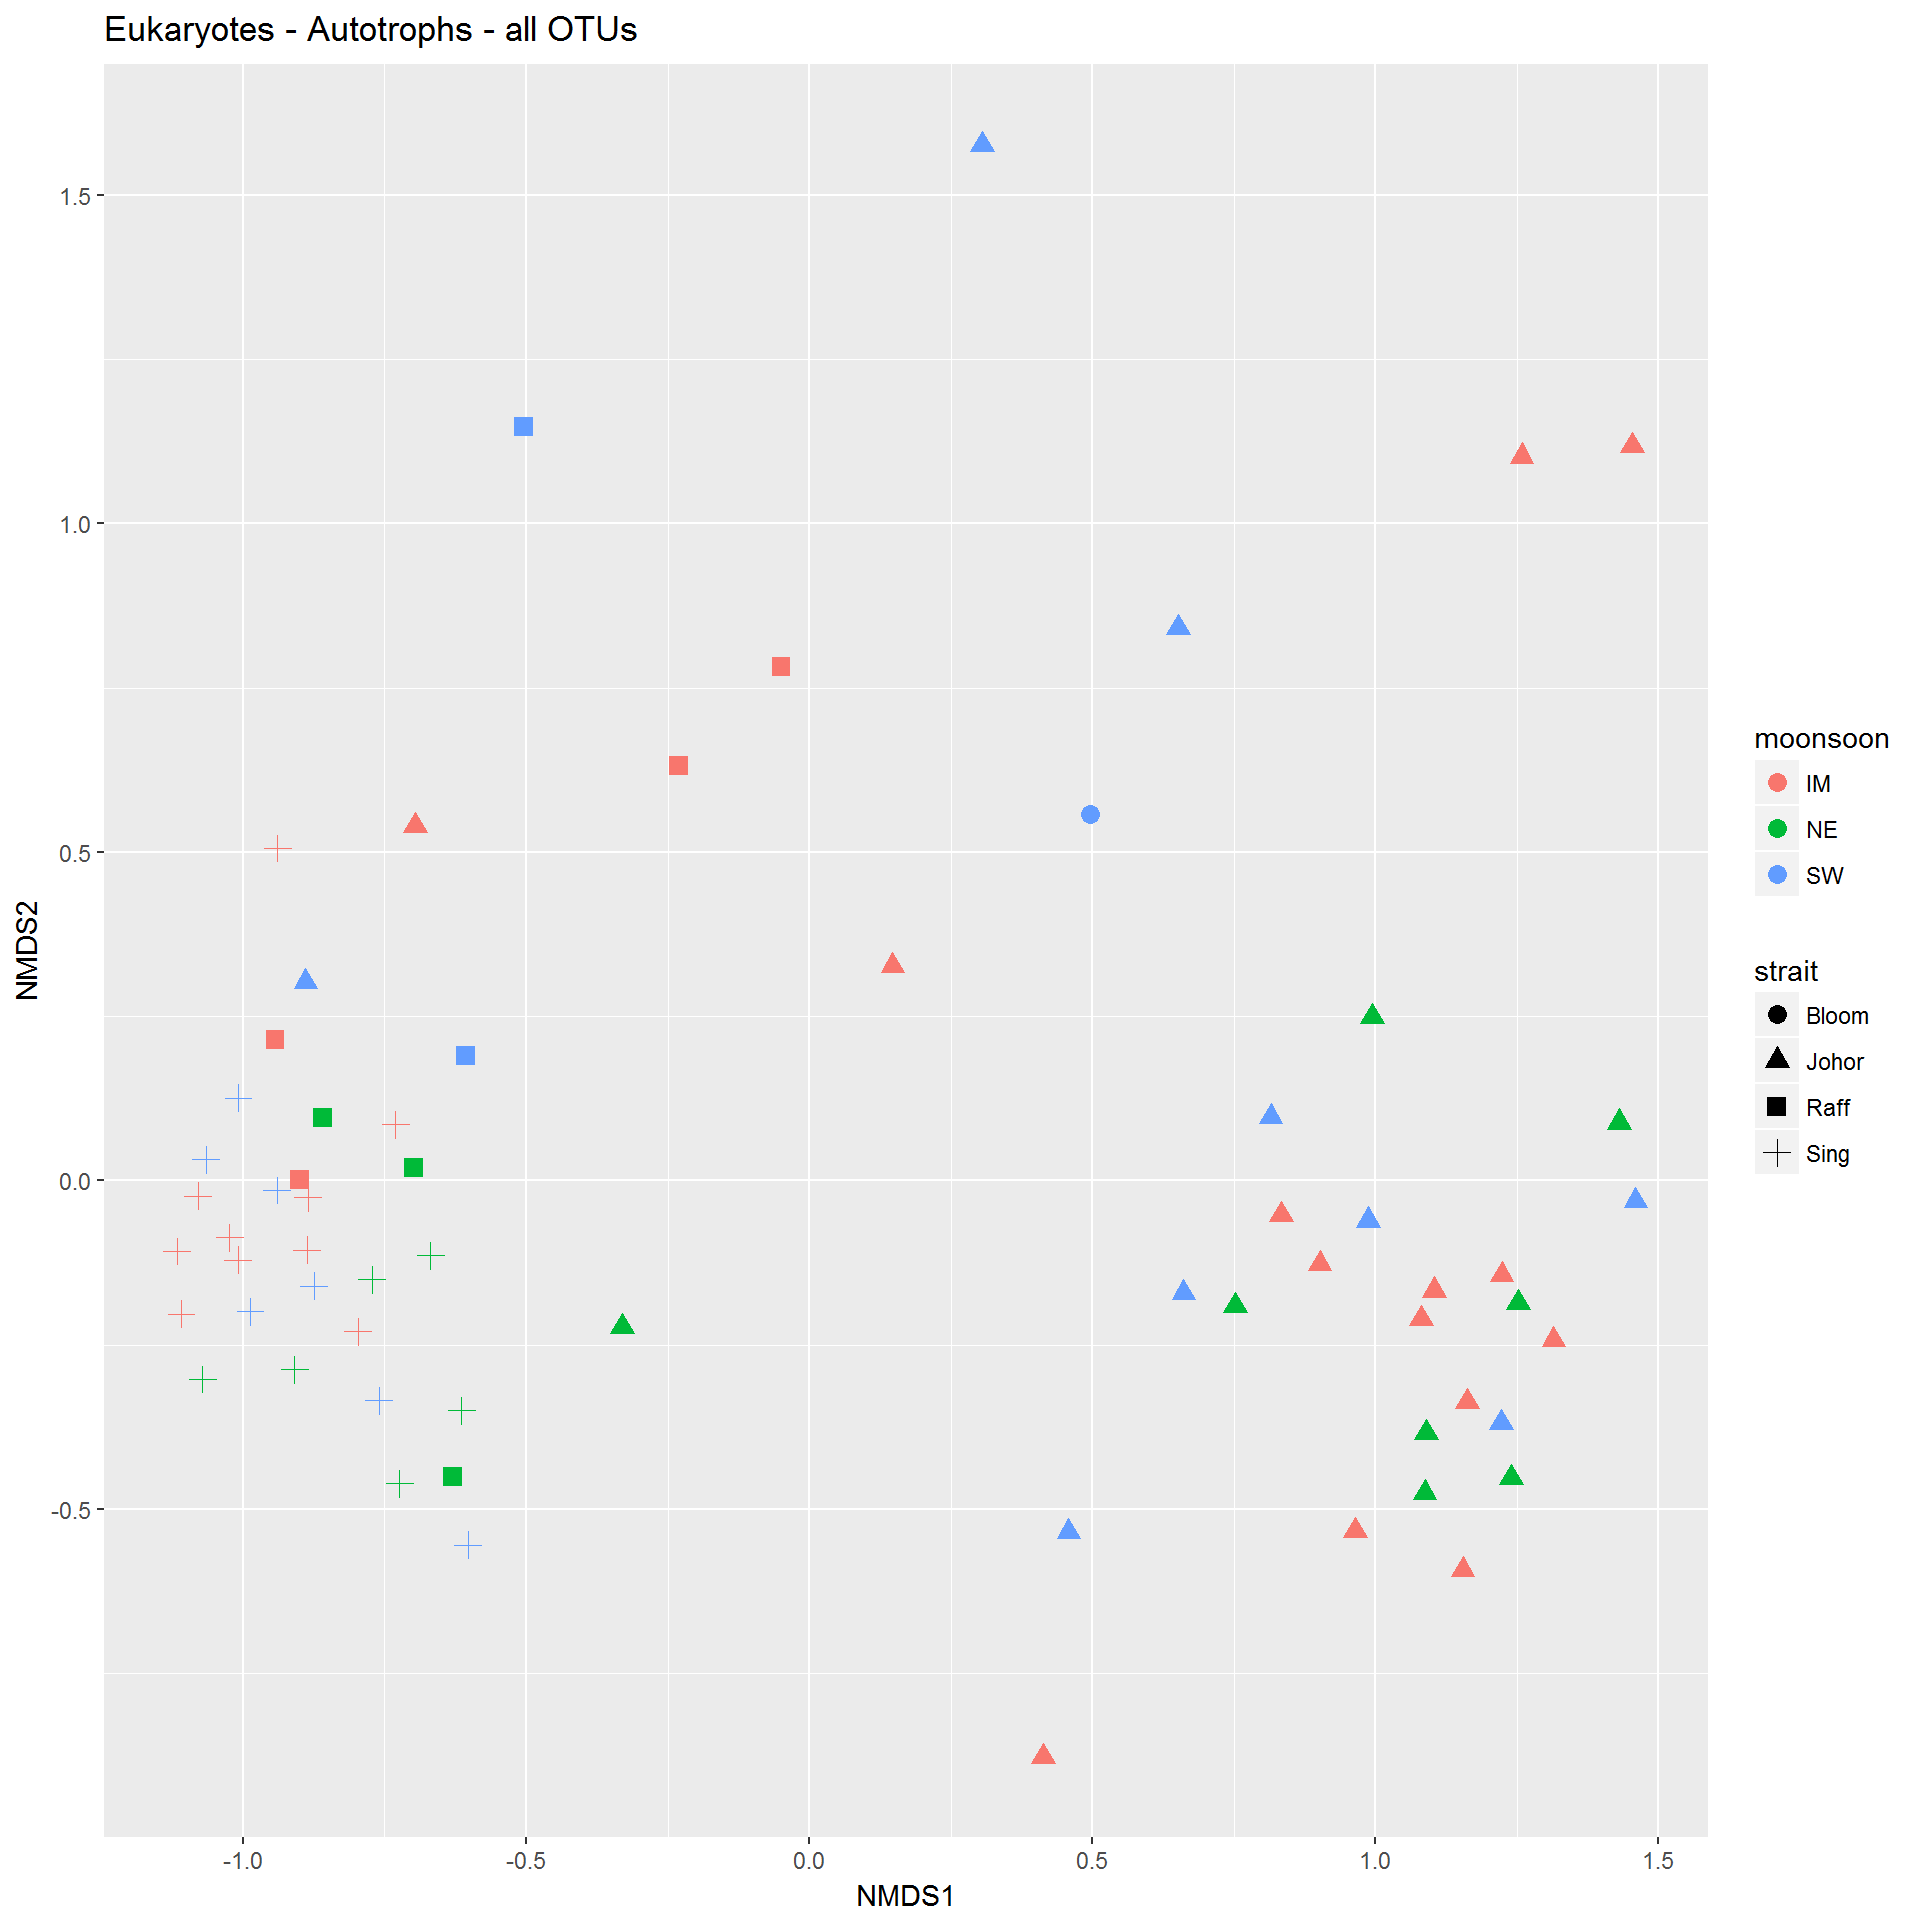 Eukaryotes - Autotrophs - all OTUs
1.5
1.0
0.5
0.0
-0.5
NMDS2
-1.0
-0.5
0.0
0.5
1.0
1.5
NMDS1
moonsoon
IM
NE
SW
strait
Bloom
Johor
Raff
Sing